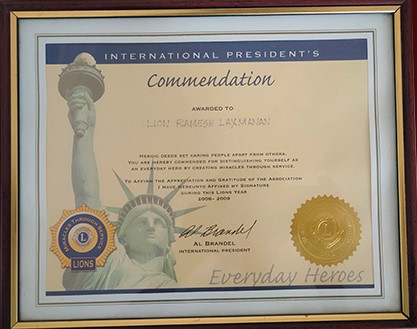 INTERNATIONAL PRESIDENT'S
Commendation
AWARDED TO
LION RAMESH LAXMANAN
HEROIC DEEDS SET CARING PEOPLE APART FROM OTHERS.
YOU ARE HEREBY COMMENDED FOR DISTINGUISHING YOURSELF AS
AN EVERYDAY HERO BY CREATING MIRACLES THROUGH SERVICE.
TO AFFIRM THE APPRECIATION AND GRATITUDE OF THE ASSOCIATION
I HAVE HEREUNTO AFFIXED MY SIGNATURE
DURING THIS LIONS YEAR
2008-2009
Al Brandel
AL BRANDEL
INTERNATIONAL PRESIDENT
MIRACLES THROUGH SERVICE
L
LIONS
Everyday Heroes